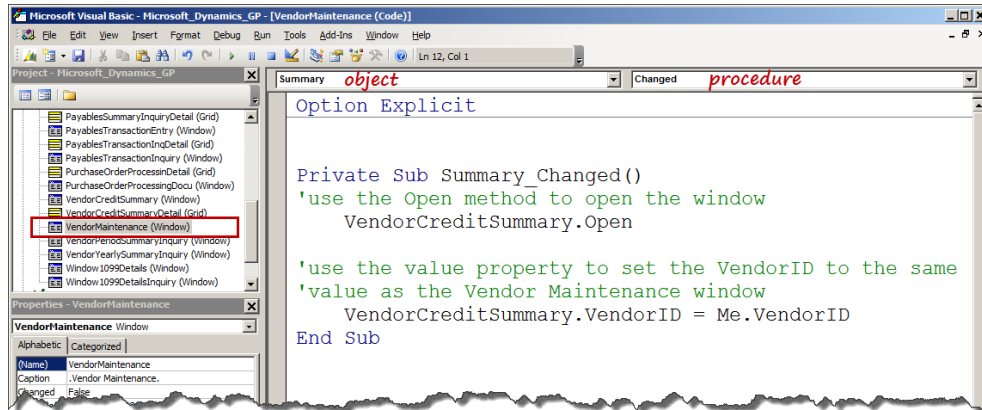 Microsoft Visual Basic - Microsoft_Dynamics_GP - [VendorMaintenance (Code)]
File Edit View Insert Format Debug Run Tools Add-Ins Window Help
Ln 12, Col 1
Project - Microsoft_Dynamics_GP
Summary object Changed procedure
PayablesSummaryInquiryDetail (Grid)
PayablesTransactionEntry (Window)
PayablesTransactionInqDetail (Grid)
PayablesTransactionInquiry (Window)
PurchaseOrderProcessinDetail (Grid)
PurchaseOrderProcessingDocu (Window)
VendorCreditSummary (Window)
VendorCreditSummaryDetail (Grid)
VendorMaintenance (Window)
VendorPeriodSummaryInquiry (Window)
VendorYearlySummaryInquiry (Window)
Window1099Details (Window)
Window1099DetailsInquiry (Window)
Properties - VendorMaintenance
VendorMaintenance Window
Alphabetic Categorized
(Name) VendorMaintenance
Caption .Vendor Maintenance.
Changed False
Option Explicit
Private Sub Summary_Changed()
'use the Open method to open the window
VendorCreditSummary.Open
'use the value property to set the VendorID to the same
'value as the Vendor Maintenance window
VendorCreditSummary.VendorID = Me.VendorID
End Sub